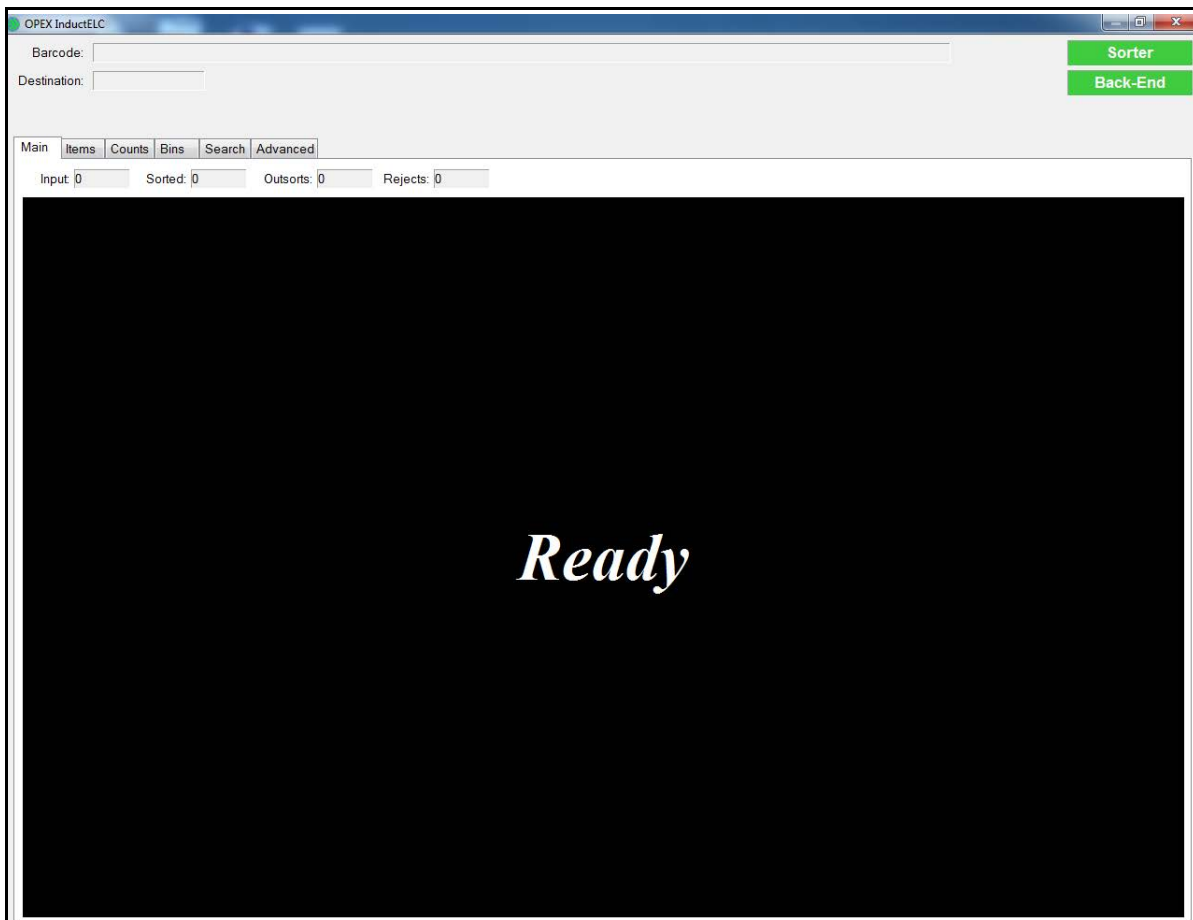 OPEX InductELC
Barcode:
Sorter
Destination:
Back-End
Main Items Counts Bins Search Advanced
Input: 0 Sorted: 0 Outsorts: 0 Rejects: 0
Ready